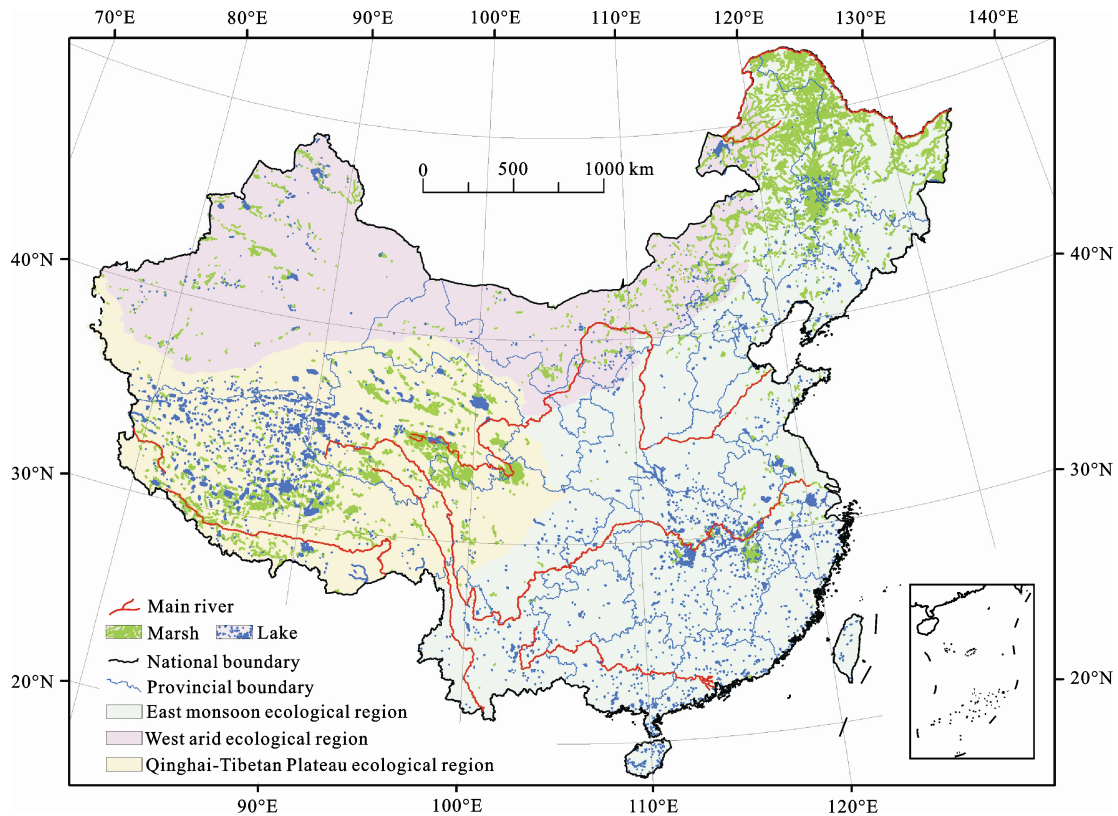 70°E 80°E 90°E 100°E 110°E 120°E 130°E 140°E
0 500 1000 km
40°N 40°N
30°N 30°N
Main river
Marsh Lake
National boundary
20°N 20°N
Provincial boundary
East monsoon ecological region
West arid ecological region
Qinghai-Tibetan Plateau ecological region
90°E 100°E 110°E 120°E